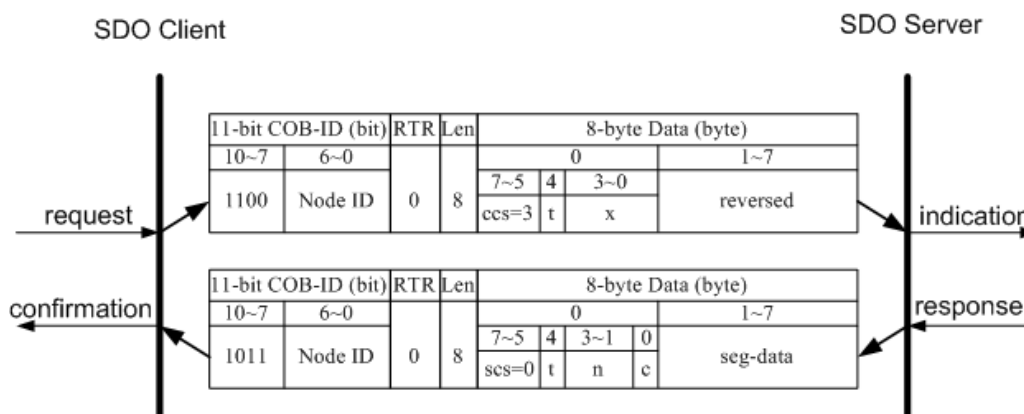 SDO Client
SDO Server
11-bit COB-ID (bit) RTR Len 8-byte Data (byte)
10~7 6~0 0 1~7
7~5 4 3~0
1100 Node ID 0 8 reversed
ccs=3 t x
request
indication
11-bit COB-ID (bit) RTR Len 8-byte Data (byte)
10~7 6~0 0 1~7
confirmation
response
7~5 4 3~1 0
1011 Node ID 0 8 seg-data
scs=0 t n c